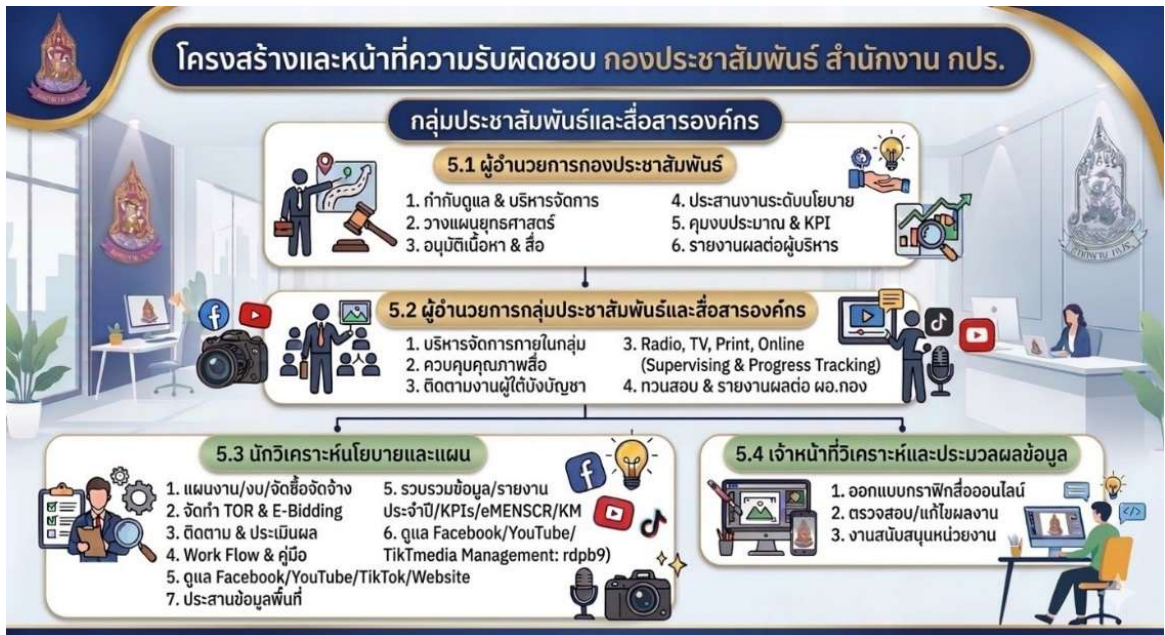 โครงสร้างและหน้าที่ความรับผิดชอบ กองประชาสัมพันธ์ สำนักงาน กปร.
กลุ่มประชาสัมพันธ์และสื่อสารองค์กร
5.1 ผู้อำนวยการกองประชาสัมพันธ์
1. กำกับดูแล & บริหารจัดการ
2. วางแผนยุทธศาสตร์
3. อนุมัติเนื้อหา & สื่อ
4. ประสานงานระดับนโยบาย
5. คุมงบประมาณ & KPI
6. รายงานผลต่อผู้บริหาร
5.2 ผู้อำนวยการกลุ่มประชาสัมพันธ์และสื่อสารองค์กร
1. บริหารจัดการภายในกลุ่ม
2. ควบคุมคุณภาพสื่อ
3. ติดตามงานผู้ใต้บังบัญชา
3. Radio, TV, Print, Online
(Supervising & Progress Tracking)
4. ทวนสอบ & รายงานผลต่อ ผอ.กอง
5.3 นักวิเคราะห์นโยบายและแผน
1. แผนงาน/งบ/จัดซื้อจัดจ้าง
2. จัดทำ TOR & E-Bidding
3. ติดตาม & ประเมินผล
4. Work Flow & คู่มือ
5. ดูแล Facebook/YouTube/TikTok/Website
7. ประสานข้อมูลพื้นที่
5. รวบรวมข้อมูล/รายงาน
ประจำปี/KPIs/eMENSCR/KM
6. ดูแล Facebook/YouTube/
TikTmedia Management: rdpb9)
5.4 เจ้าหน้าที่วิเคราะห์และประมวลผลข้อมูล
1. ออกแบบกราฟิกสื่อออนไลน์
2. ตรวจสอบ/แก้ไขผลงาน
3. งานสนับสนุนหน่วยงาน